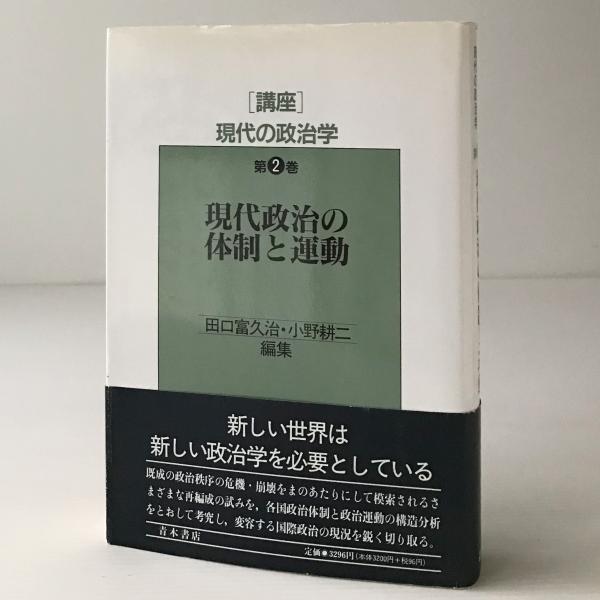 [講座]
現代の政治学
第2巻
現代政治の
体制と運動
田口富久治・小野耕二
編集
新しい世界は
新しい政治学を必要としている
既成の政治秩序の危機・崩壊をまのあたりにして模索されるさ
まざまな再編成の試みを，各国政治体制と政治運動の構造分析
をとおして考究し，変容する国際政治の現況を鋭く切り取る。
青木書店
定価●3296円（本体3200円＋税96円）
現代の政治学